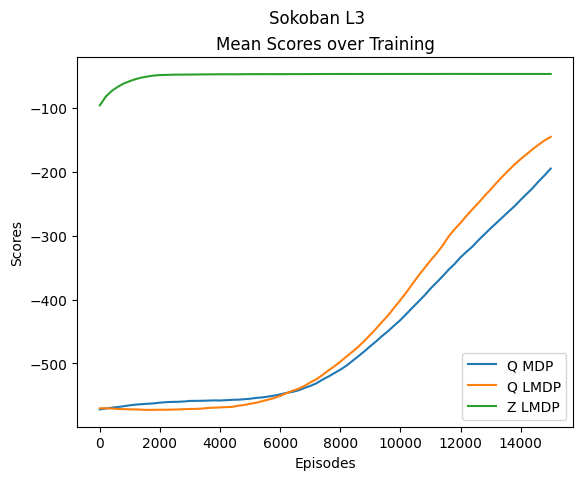 Sokoban L3
Mean Scores over Training
Scores
−100
−200
−300
−400
−500
0 2000 4000 6000 8000 10000 12000 14000
Episodes
Q MDP
Q LMDP
Z LMDP